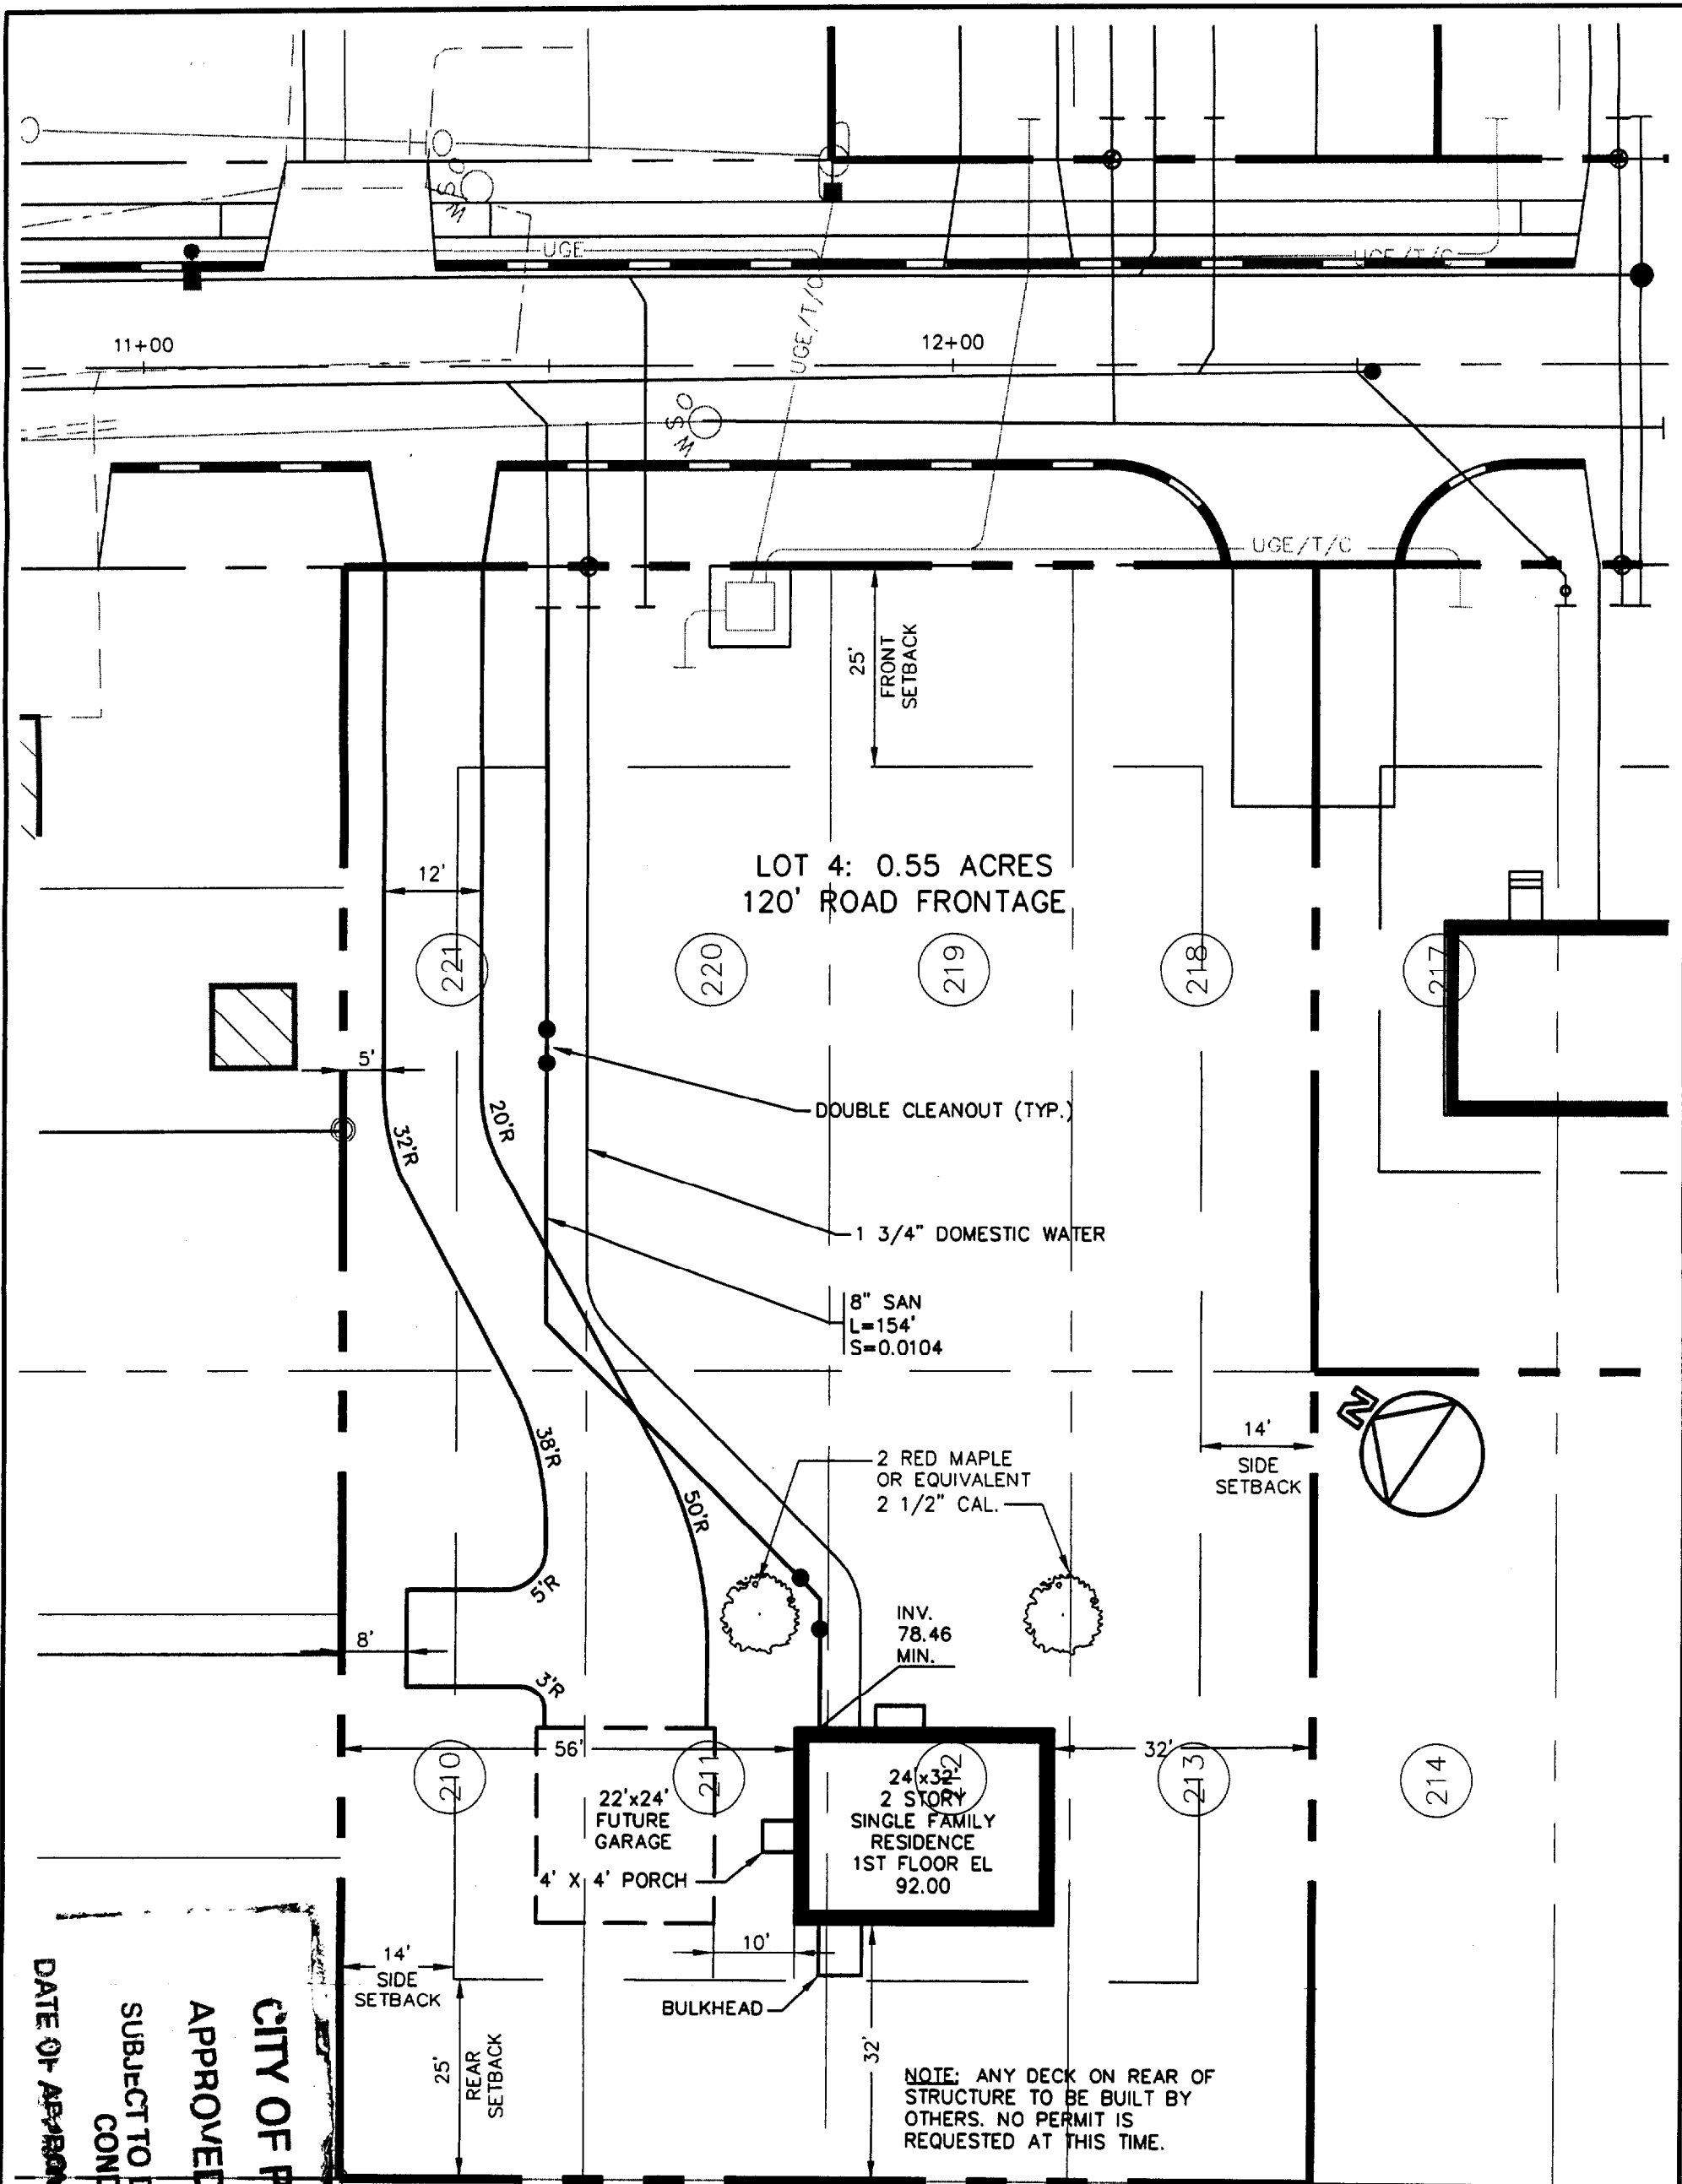 OSW
UGE
UGE/T/C
UGE/T/C
11+00
12+00
OSW
UGE/T/C
25'
FRONT
SETBACK
LOT 4: 0.55 ACRES
120' ROAD FRONTAGE
12'
221
220
219
218
217
5'
DOUBLE CLEANOUT (TYP.)
32'R
20'R
1 3/4" DOMESTIC WATER
8" SAN
L=154'
S=0.0104
N
14'
SIDE
SETBACK
38'R
2 RED MAPLE
OR EQUIVALENT
2 1/2" CAL.
50'R
5'R
INV.
78.46
MIN.
8'
3'R
56'
32'
210
211
212
213
214
24'x32'
2 STORY
SINGLE FAMILY
RESIDENCE
1ST FLOOR EL
92.00
22'x24'
FUTURE
GARAGE
4' X 4' PORCH
10'
14'
SIDE
SETBACK
BULKHEAD
25'
REAR
SETBACK
32'
NOTE: ANY DECK ON REAR OF
STRUCTURE TO BE BUILT BY
OTHERS. NO PERMIT IS
REQUESTED AT THIS TIME.
CITY OF P
APPROVED
SUBJECT TO
COND
DATE OF